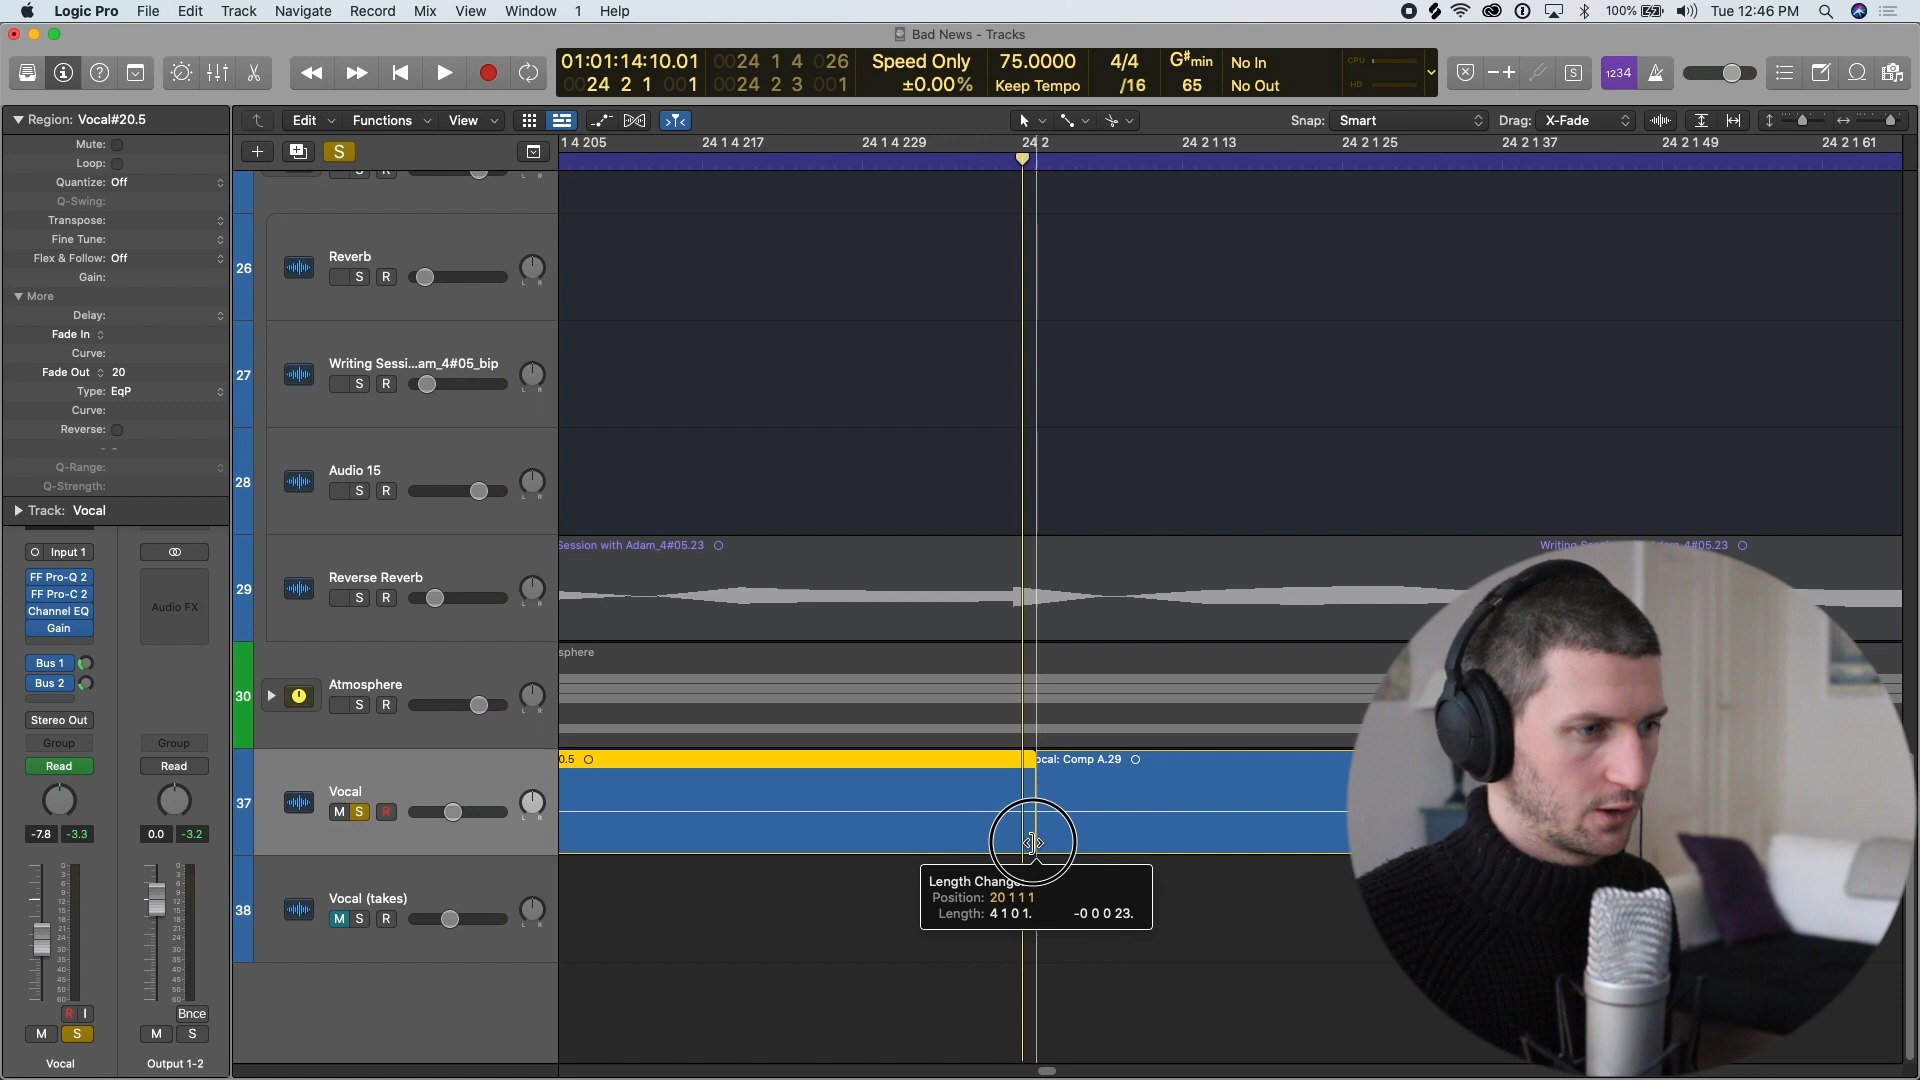 Logic Pro File Edit Track Navigate Record Mix View Window 1 Help
100% Tue 12:46 PM
Bad News - Tracks
01:01:14:10.01 0024 1 4 026 Speed Only 75.0000 4/4 G#min No In CPU
0024 2 1 001 0024 2 3 001 ±0.00% Keep Tempo /16 65 No Out HD
1234
S
Region: Vocal#20.5
Mute:
Loop:
Quantize: Off
Q-Swing:
Transpose:
Fine Tune:
Flex & Follow: Off
Gain:
More
Delay:
Fade In
Curve:
Fade Out 20
Type: EqP
Curve:
Reverse:
Q-Range:
Q-Strength:
Track: Vocal
Input 1
FF Pro-Q 2
FF Pro-C 2
Channel EQ
Gain
Audio FX
Bus 1
Bus 2
Stereo Out
Group Group
Read Read
-7.8 -3.3 0.0 -3.2
R I Bnce
M S M S
Vocal Output 1-2
Edit Functions View
Snap: Smart Drag: X-Fade
S
1 4 205 24 1 4 217 24 1 4 229 24 2 24 2 1 13 24 2 1 25 24 2 1 37 24 2 1 49 24 2 1 61
26 Reverb
S R
27 Writing Sessi...am_4#05_bip
S R
28 Audio 15
S R
29 Reverse Reverb
S R
30 Atmosphere
S R
37 Vocal
M S R
38 Vocal (takes)
M S R
Session with Adam_4#05.23
4#05.23
sphere
0.5 ocal: Comp A.29
Length Change
Position: 20 1 1 1
Length: 4 1 0 1. -0 0 0 23.